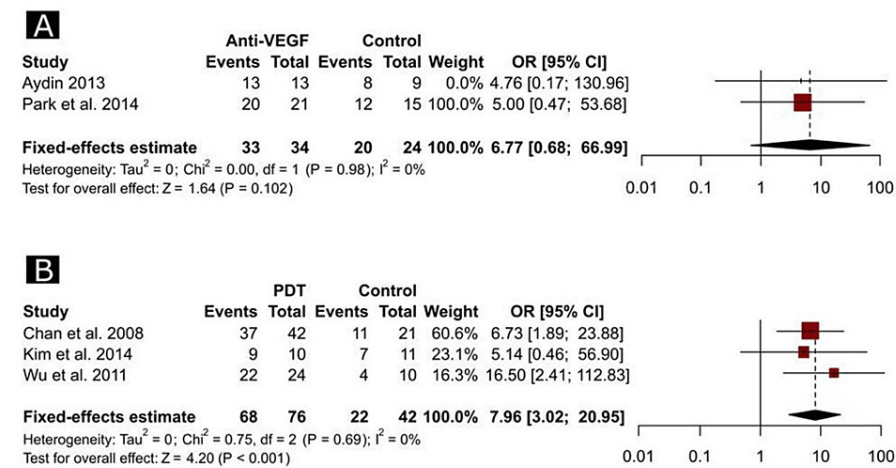 A
Anti-VEGF Control
Study Events Total Events Total Weight OR [95% CI]
Aydin 2013 13 13 8 9 0.0% 4.76 [0.17; 130.96]
Park et al. 2014 20 21 12 15 100.0% 5.00 [0.47; 53.68]
Fixed-effects estimate 33 34 20 24 100.0% 6.77 [0.68; 66.99]
Heterogeneity: Tau² = 0; Chi² = 0.00, df = 1 (P = 0.98); I² = 0%
Test for overall effect: Z = 1.64 (P = 0.102)
0.01 0.1 1 10 100
B
PDT Control
Study Events Total Events Total Weight OR [95% CI]
Chan et al. 2008 37 42 11 21 60.6% 6.73 [1.89; 23.88]
Kim et al. 2014 9 10 7 11 23.1% 5.14 [0.46; 56.90]
Wu et al. 2011 22 24 4 10 16.3% 16.50 [2.41; 112.83]
Fixed-effects estimate 68 76 22 42 100.0% 7.96 [3.02; 20.95]
Heterogeneity: Tau² = 0; Chi² = 0.75, df = 2 (P = 0.69); I² = 0%
Test for overall effect: Z = 4.20 (P < 0.001)
0.01 0.1 1 10 100